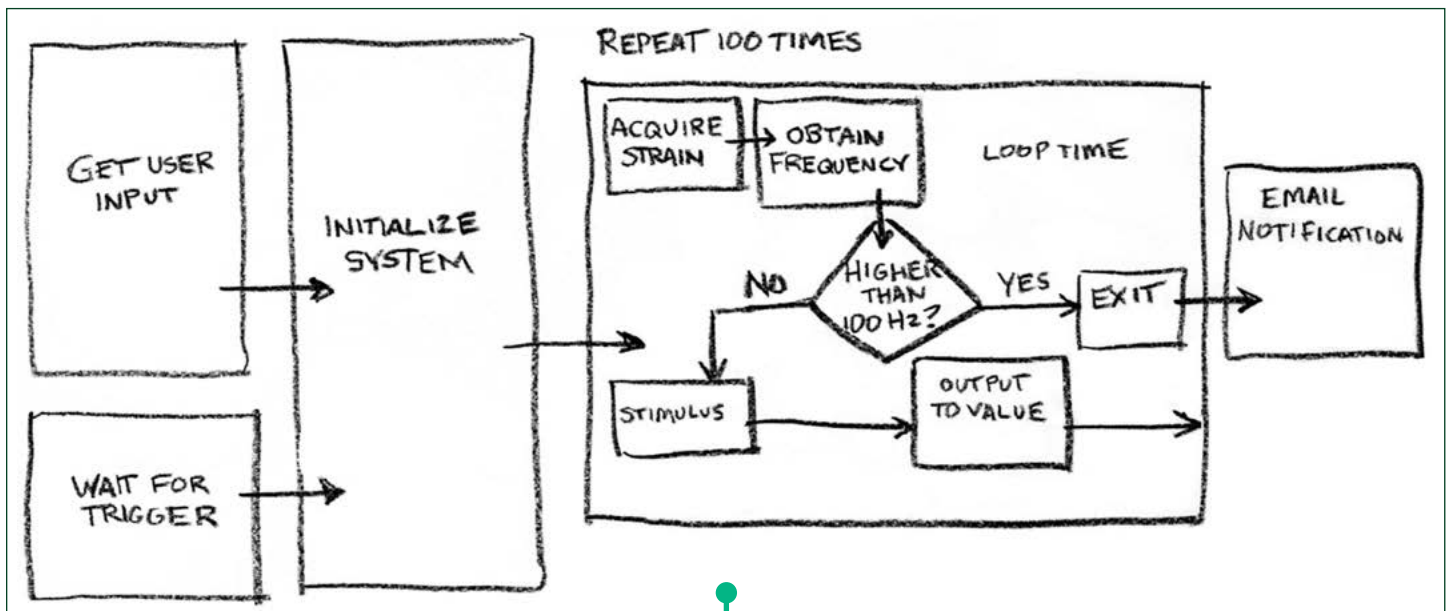 GET USER
INPUT
WAIT FOR
TRIGGER
INITIALIZE
SYSTEM
REPEAT 100 TIMES
ACQUIRE
STRAIN
OBTAIN
FREQUENCY
LOOP TIME
HIGHER
THAN
100 Hz?
NO
YES
EXIT
STIMULUS
OUTPUT
TO VALUE
EMAIL
NOTIFICATION